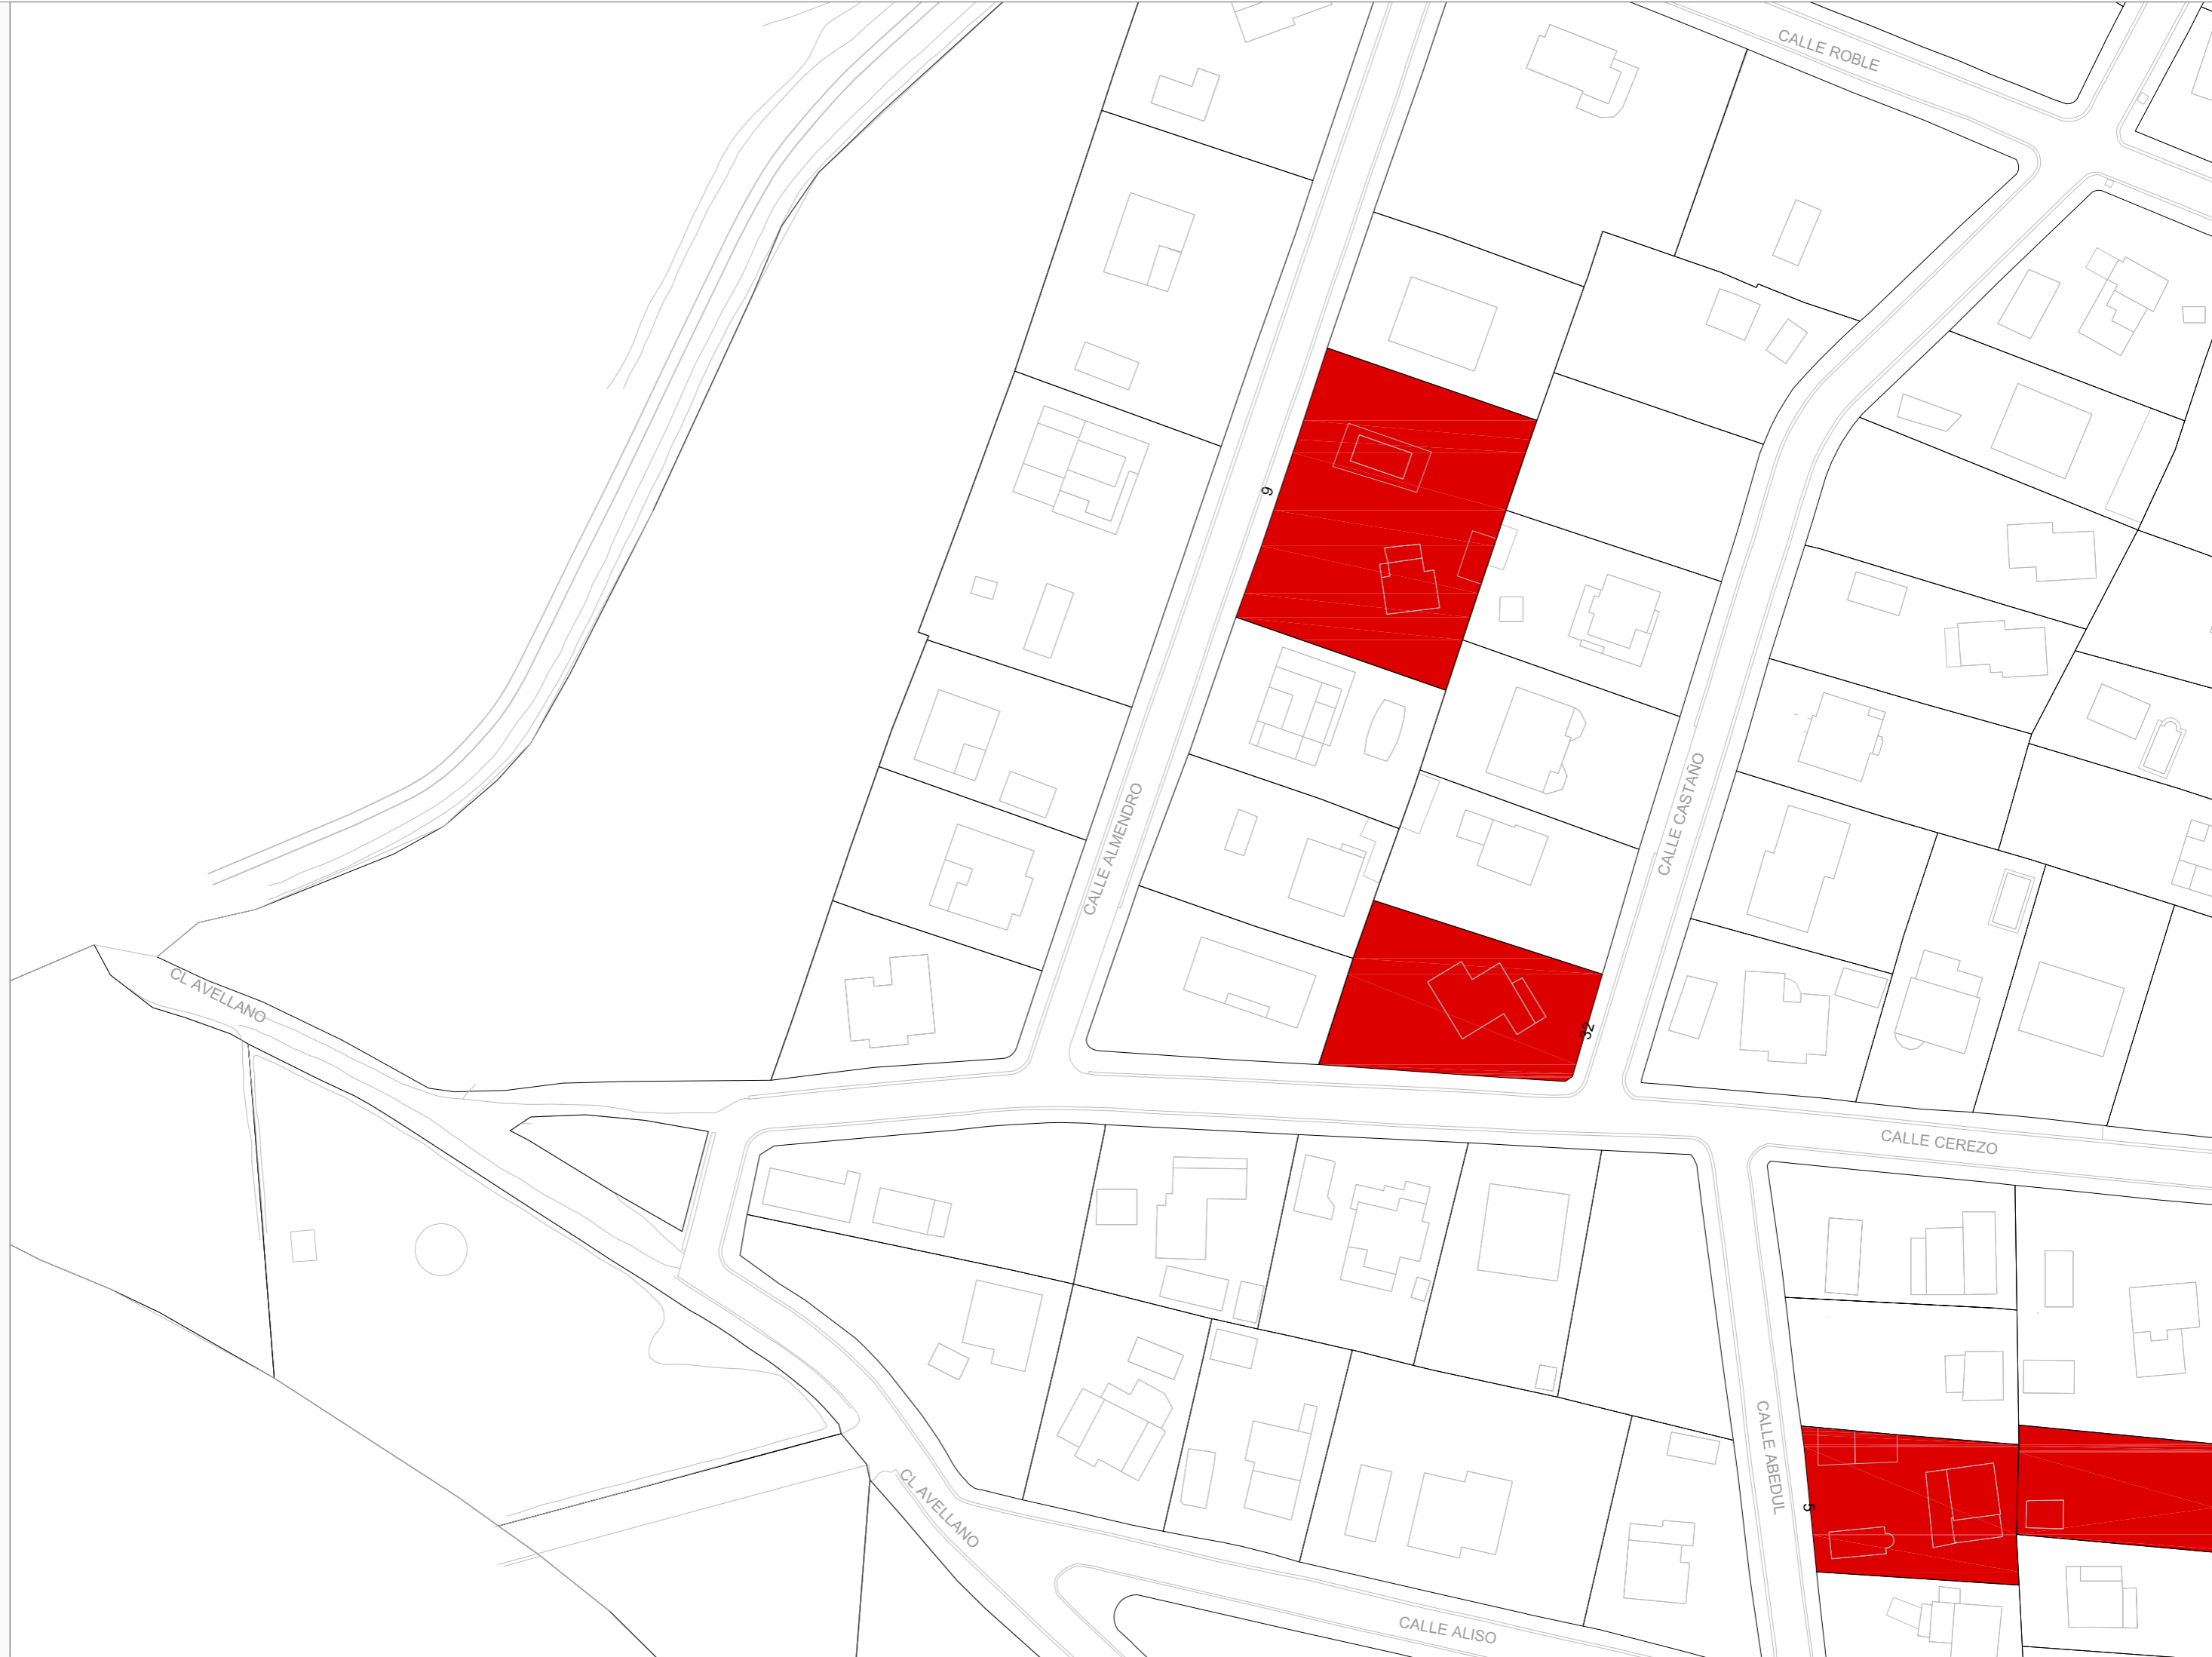 CALLE ROBLE
9
CALLE ALMENDRO
CALLE CASTAÑO
CL AVELLANO
32
CALLE CEREZO
CALLE ABEDUL
5
CL AVELLANO
CALLE ALISO